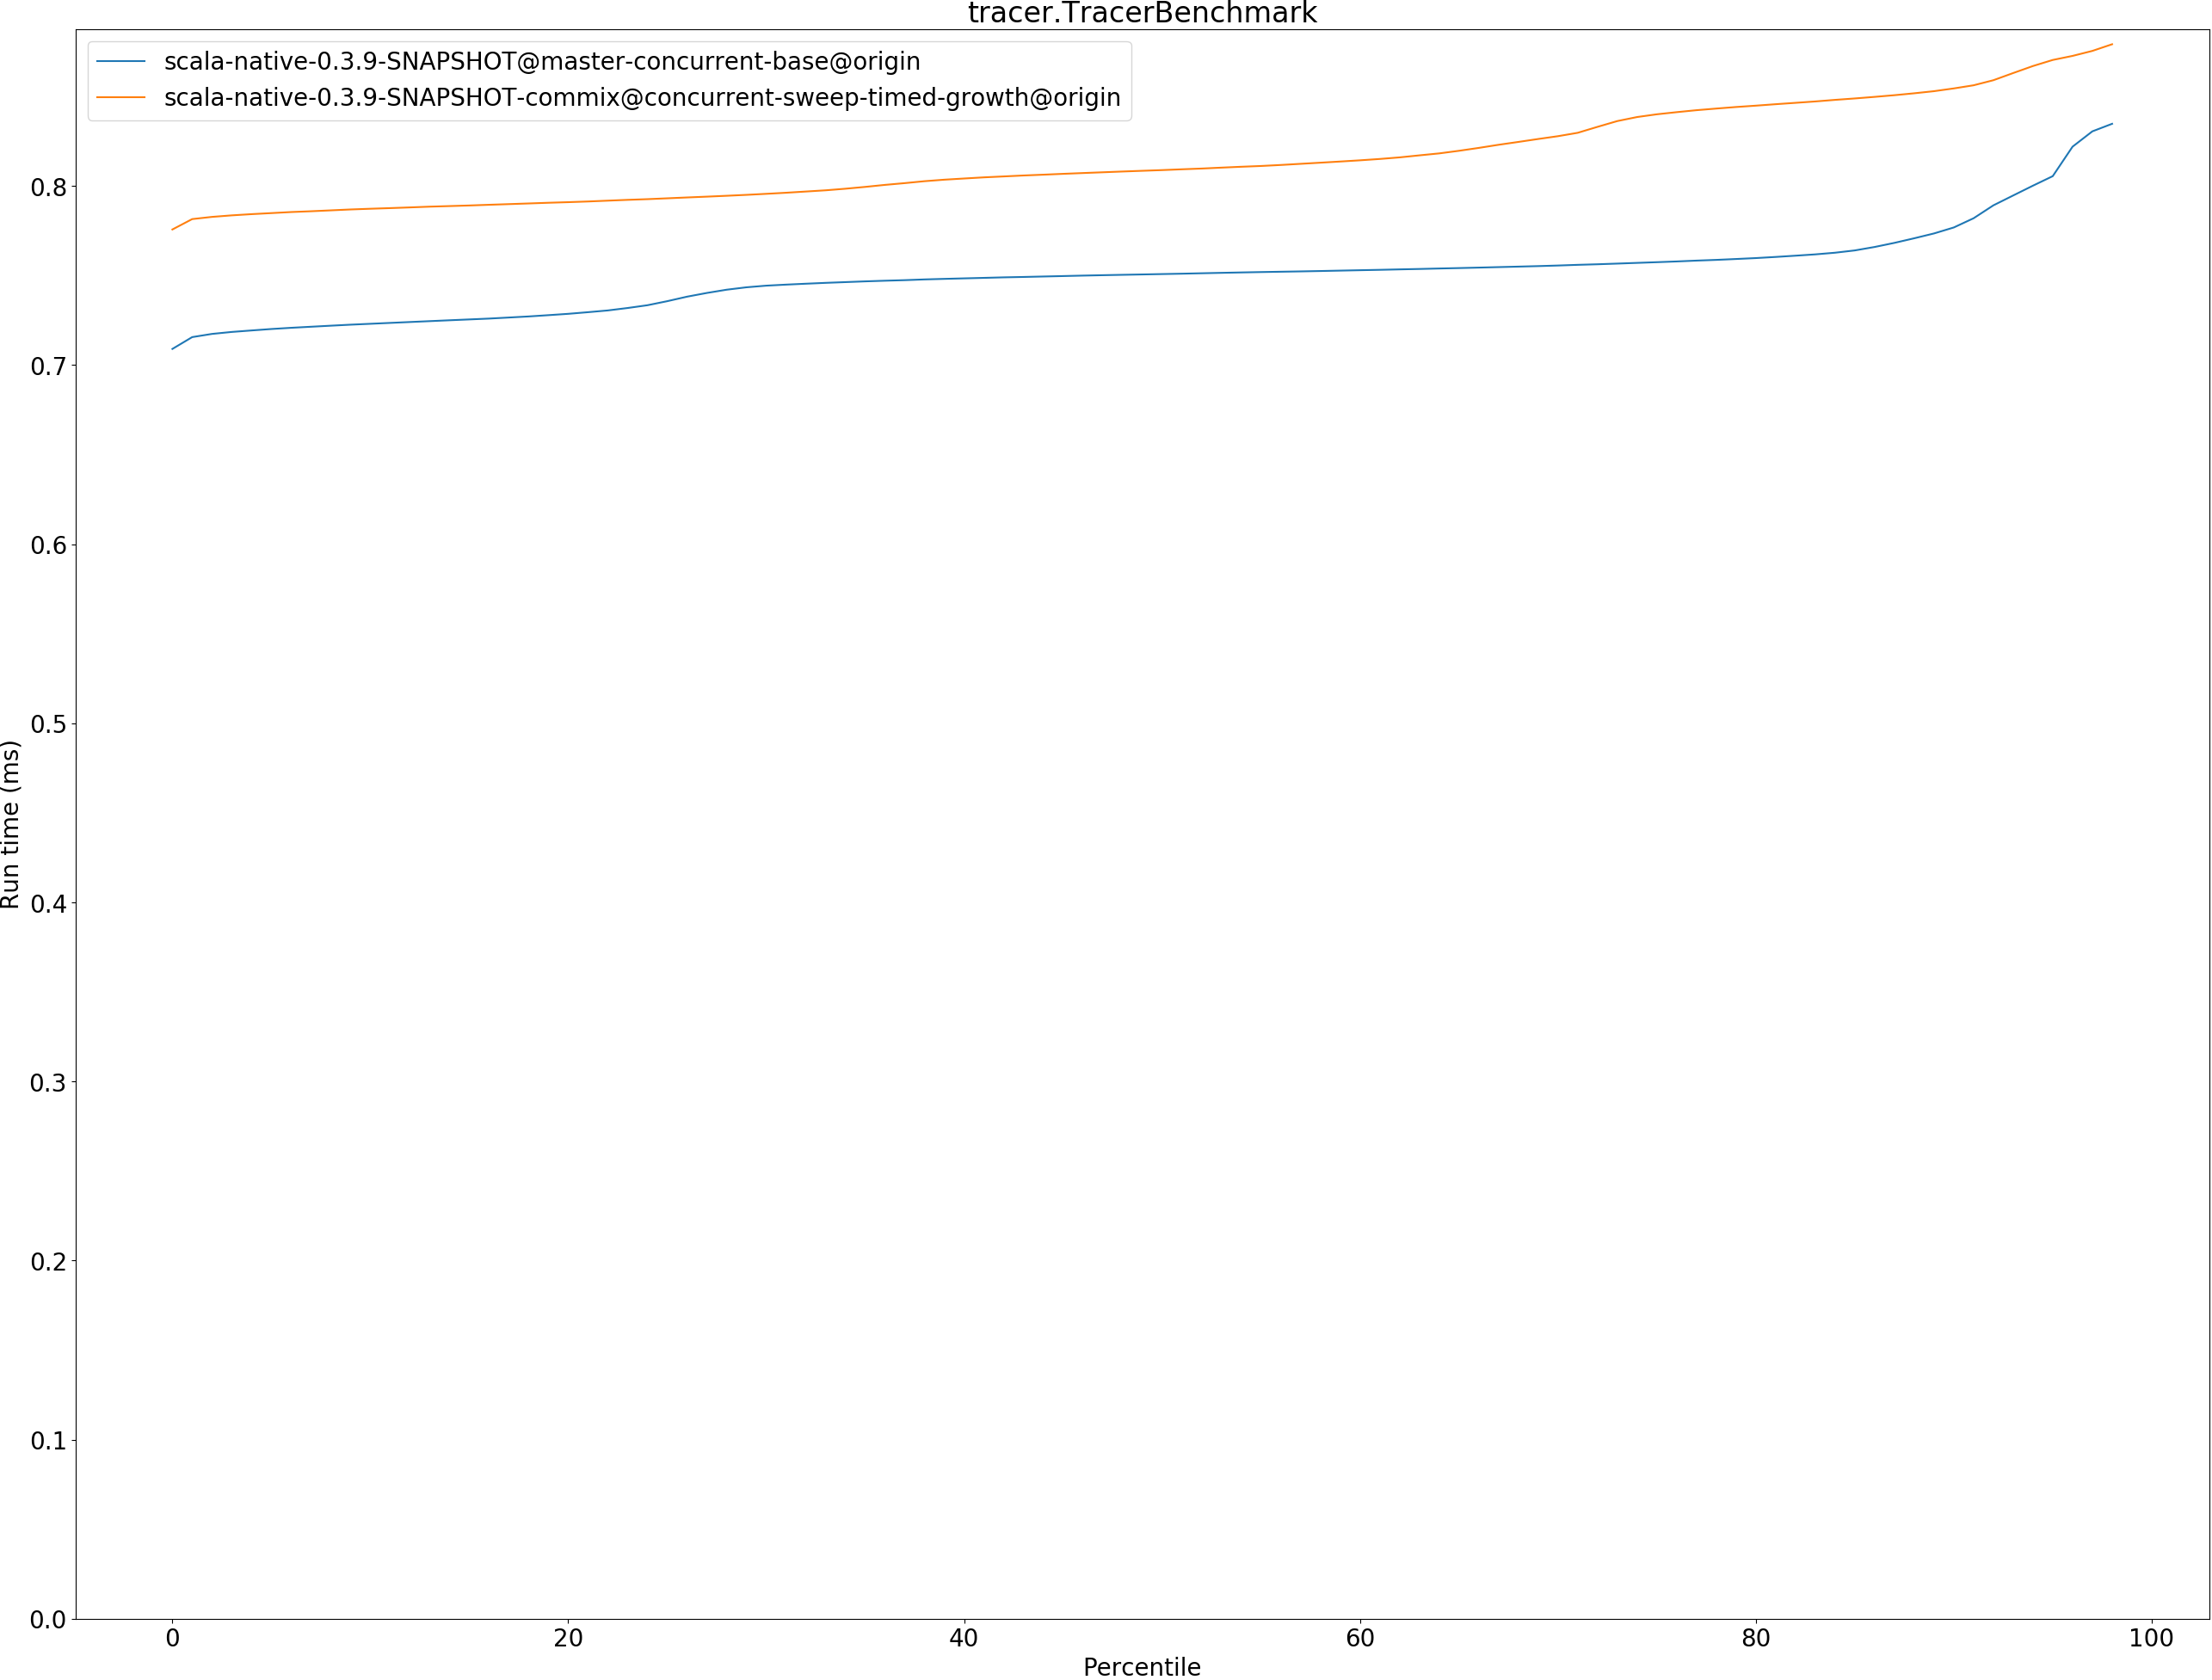 tracer.TracerBenchmark
scala-native-0.3.9-SNAPSHOT@master-concurrent-base@origin
scala-native-0.3.9-SNAPSHOT-commix@concurrent-sweep-timed-growth@origin
0.8
0.7
0.6
0.5
0.4
0.3
0.2
0.1
0.0
Run time (ms)
0 20 40 60 80 100
Percentile